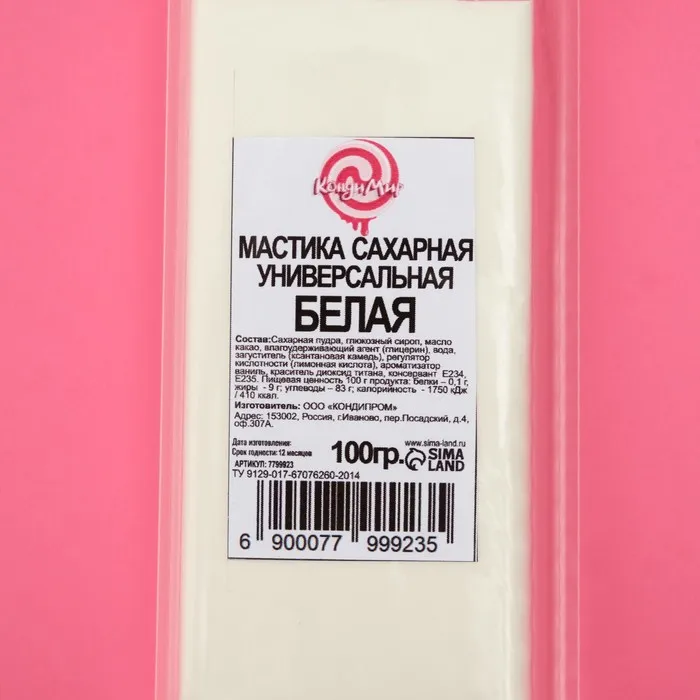 КондиМир
МАСТИКА САХАРНАЯ
УНИВЕРСАЛЬНАЯ
БЕЛАЯ
Состав:Сахарная пудра, глюкозный сироп, масло
какао, влагоудерживающий агент (глицерин), вода,
загуститель (ксантановая камедь), регулятор
кислотности (лимонная кислота), ароматизатор
ваниль, краситель диоксид титана, консервант Е234,
Е235. Пищевая ценность 100 г продукта: белки – 0,1 г,
жиры - 9 г; углеводы – 83 г; калорийность - 1750 кДж
/ 410 ккал.
Изготовитель: ООО «КОНДИПРОМ»
Адрес: 153002, Россия, г.Иваново, пер.Посадский, д.4,
оф.307А.
Дата изготовления:
Срок годности: 12 месяцев
100гр.
www.sima-land.ru
SIMA
LAND
АРТИКУЛ: 7799923
ТУ 9129-017-67076260-2014
6 900077 999235